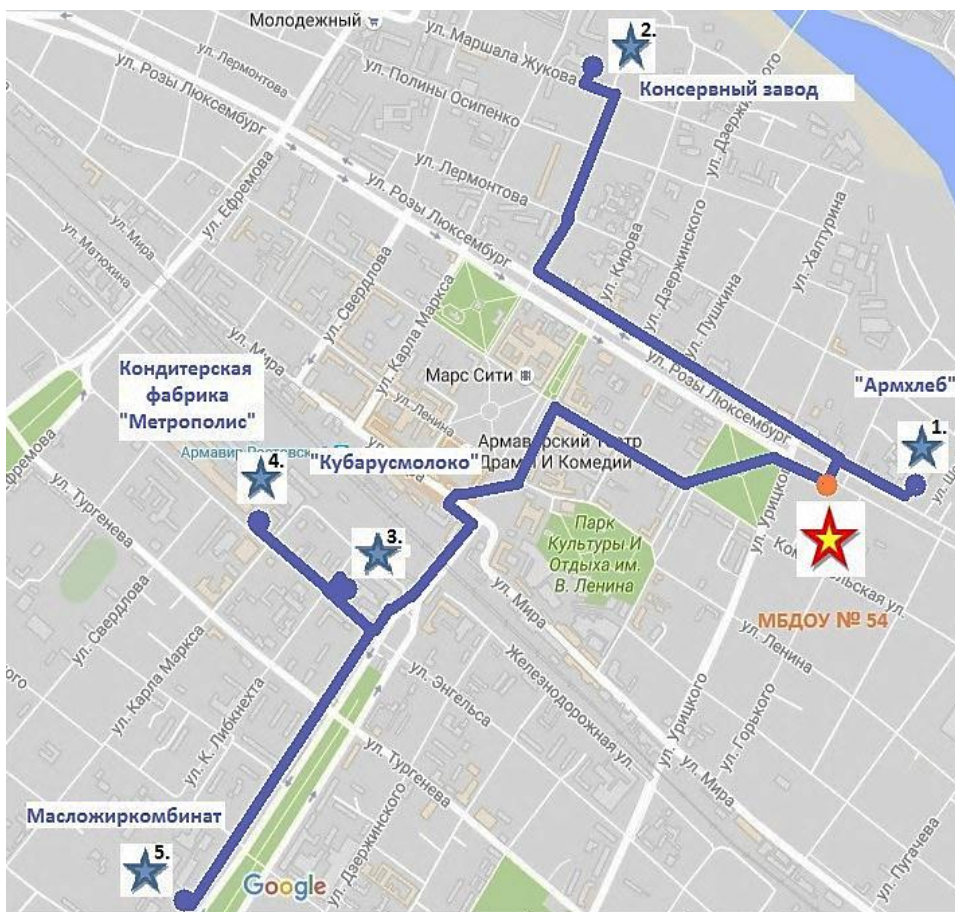 Молодежный
2.
ул. Маршала Жукова
ул. Лермонтова
ул. Полины Осипенко
Консервный завод
ул. Розы Люксембург
ул. Дзержинского
ул. Лермонтова
ул. Ефремова
ул. Розы Люксембург
ул. Халтурина
ул. Мира
ул. Матюхина
ул. Кирова
ул. Дзержинского
ул. Свердлова
ул. Пушкина
ул. Карла Маркса
ул. Мира
Кондитерская
фабрика
"Метрополис"
Марс Сити
ул. Розы Люксембург
"Армхлеб"
ул. Ленина
1.
Армавирский Театр
Драмы И Комедии
"Кубарусмолоко"
4.
ул. Тургенева
3.
Парк
Культуры И
Отдыха им.
В. Ленина
ул. Урицкого
МБДОУ № 54
ул. Мира
ул. Свердлова
ул. Ленина
ул. Карла Маркса
Железнодорожная ул.
ул. Энгельса
ул. К. Либкнехта
ул. Урицкого
ул. Горького
ул. Тургенева
ул. Мира
Масложиркомбинат
ул. Дзержинского
5.
ул. Пугачева
Google